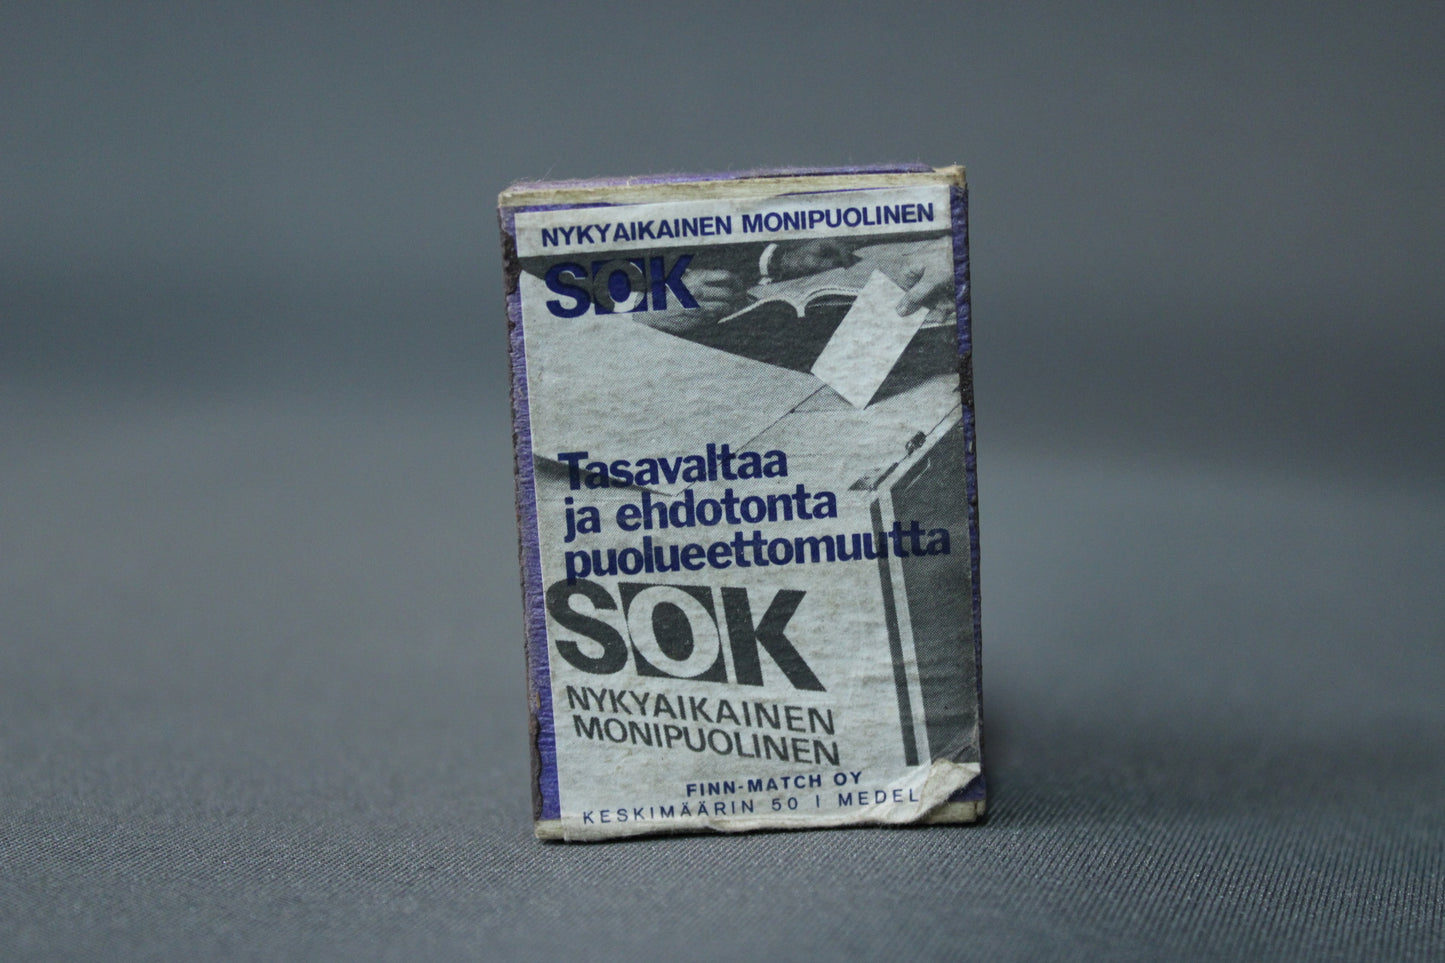 NYKYAIKAINEN MONIPUOLINEN
SOK
Tasavaltaa
ja ehdotonta
puolueettomuutta
SOK
NYKYAIKAINEN
MONIPUOLINEN
FINN-MATCH OY
KESKIMÄÄRIN 50 I MEDEL